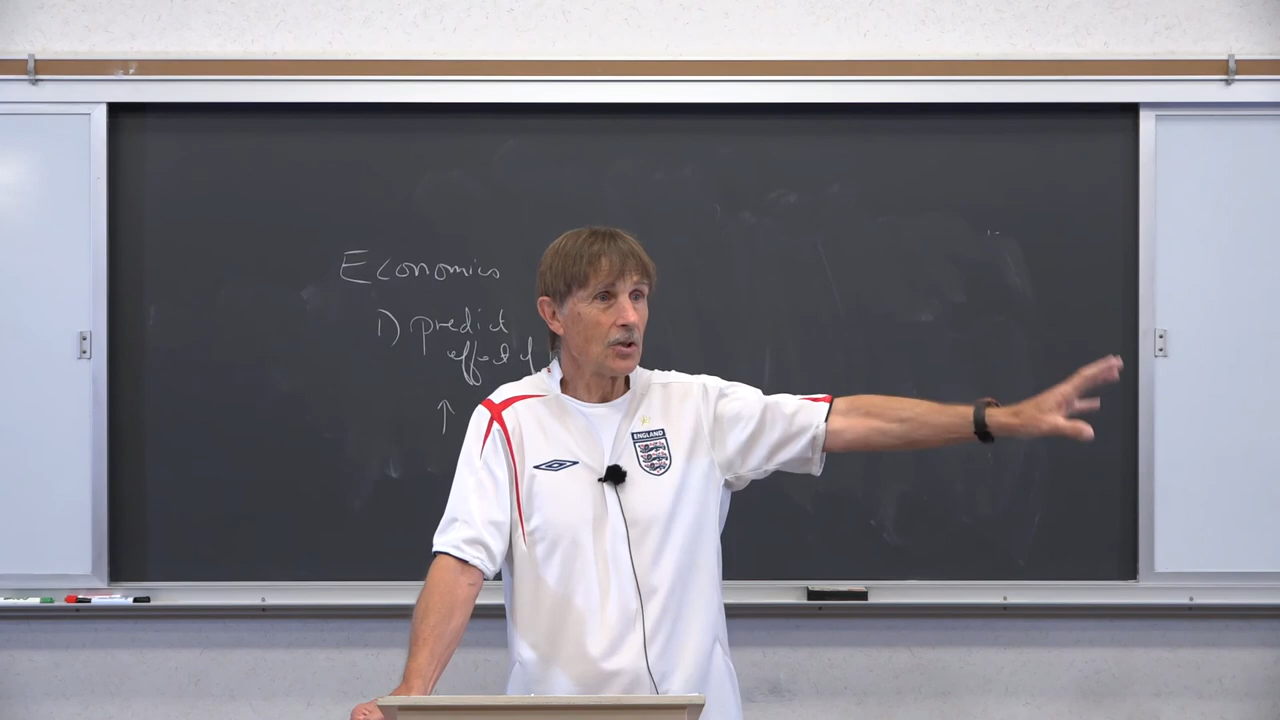 Economics
1) predict
effect of
↑
ENGLAND